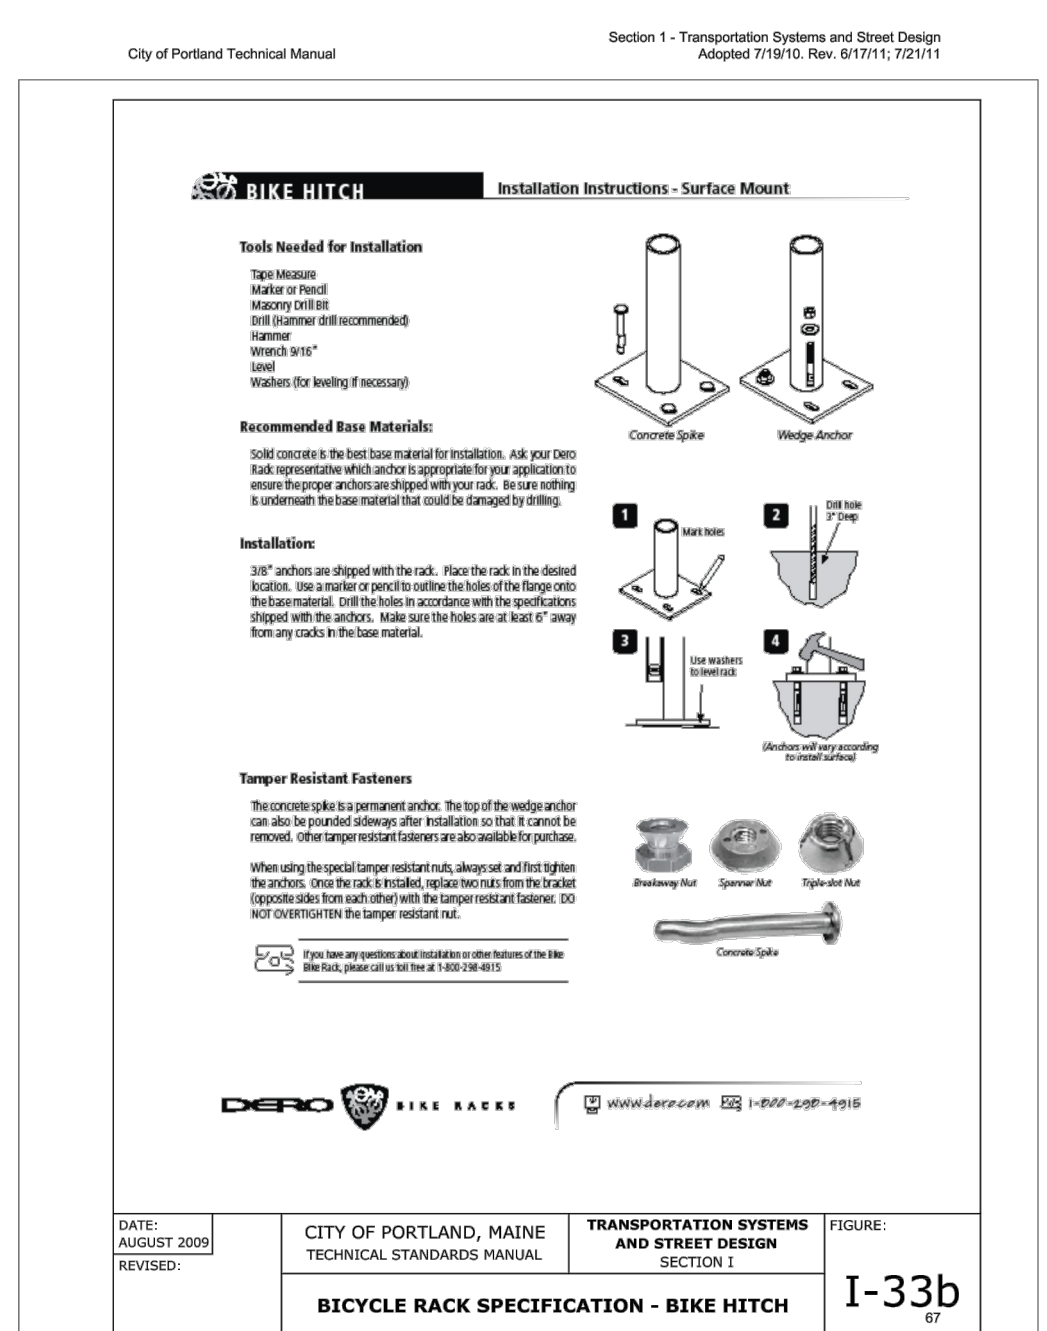 City of Portland Technical Manual
Section 1 - Transportation Systems and Street Design
Adopted 7/19/10. Rev. 6/17/11; 7/21/11
BIKE HITCH
Installation Instructions - Surface Mount
Tools Needed for Installation
Tape Measure
Marker or Pencil
Masonry Drill Bit
Drill (Hammer drill recommended)
Hammer
Wrench 9/16"
Level
Washers (for leveling if necessary)
Concrete Spike
Wedge Anchor
Recommended Base Materials:
Solid concrete is the best base material for installation. Ask your Dero
Rack representative which anchor is appropriate for your application to
ensure the proper anchors are shipped with your rack. Be sure nothing
is underneath the base material that could be damaged by drilling.
Installation:
3/8" anchors are shipped with the rack. Place the rack in the desired
location. Use a marker or pencil to outline the holes of the flange onto
the base material. Drill the holes in accordance with the specifications
shipped with the anchors. Make sure the holes are at least 6" away
from any cracks in the base material.
1
Mark holes
2
Drill hole
3" Deep
3
Use washers
to level rack
4
(Anchors will vary according
to install surface)
Tamper Resistant Fasteners
The concrete spike is a permanent anchor. The top of the wedge anchor
can also be pounded sideways after installation so that it cannot be
removed. Other tamper resistant fasteners are also available for purchase.
When using the special tamper resistant nuts, always set and first tighten
the anchors. Once the rack is installed, replace two nuts from the bracket
(opposite sides from each other) with the tamper resistant fastener. DO
NOT OVERTIGHTEN the tamper resistant nut.
Breakaway Nut
Spanner Nut
Triple-slot Nut
Concrete Spike
If you have any questions about installation or other features of the Bike
Bike Rack, please call us toll free at 1-800-298-4915
DERO BIKE RACKS
www.dero.com 1-800-298-4915
DATE:
AUGUST 2009
REVISED:
CITY OF PORTLAND, MAINE
TECHNICAL STANDARDS MANUAL
TRANSPORTATION SYSTEMS
AND STREET DESIGN
SECTION I
FIGURE:
BICYCLE RACK SPECIFICATION - BIKE HITCH
I-33b
67